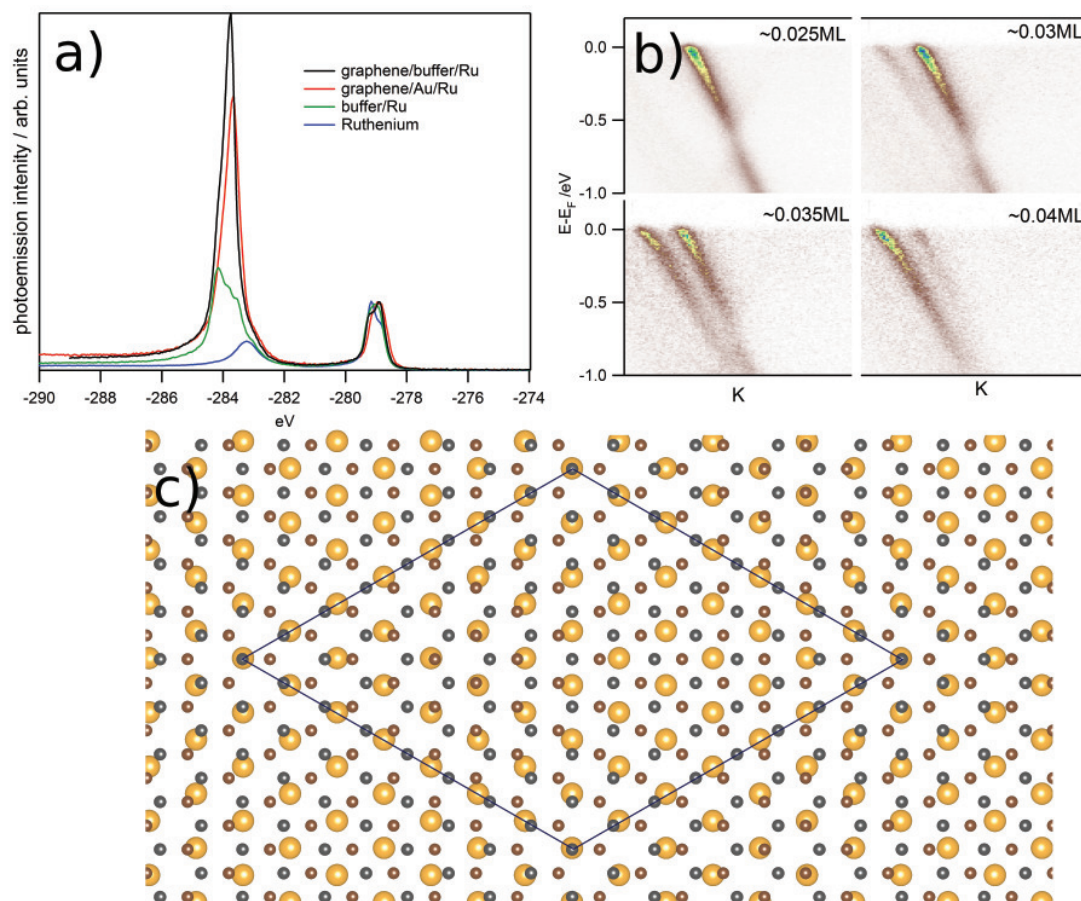 a)
photoemission intenity / arb. units
graphene/buffer/Ru
graphene/Au/Ru
buffer/Ru
Ruthenium
-290 -288 -286 -284 -282 -280 -278 -276 -274
eV
b)
~0.025ML
~0.03ML
0.0
-0.5
-1.0
~0.035ML
~0.04ML
0.0
-0.5
-1.0
E-EF /eV
K
K
c)